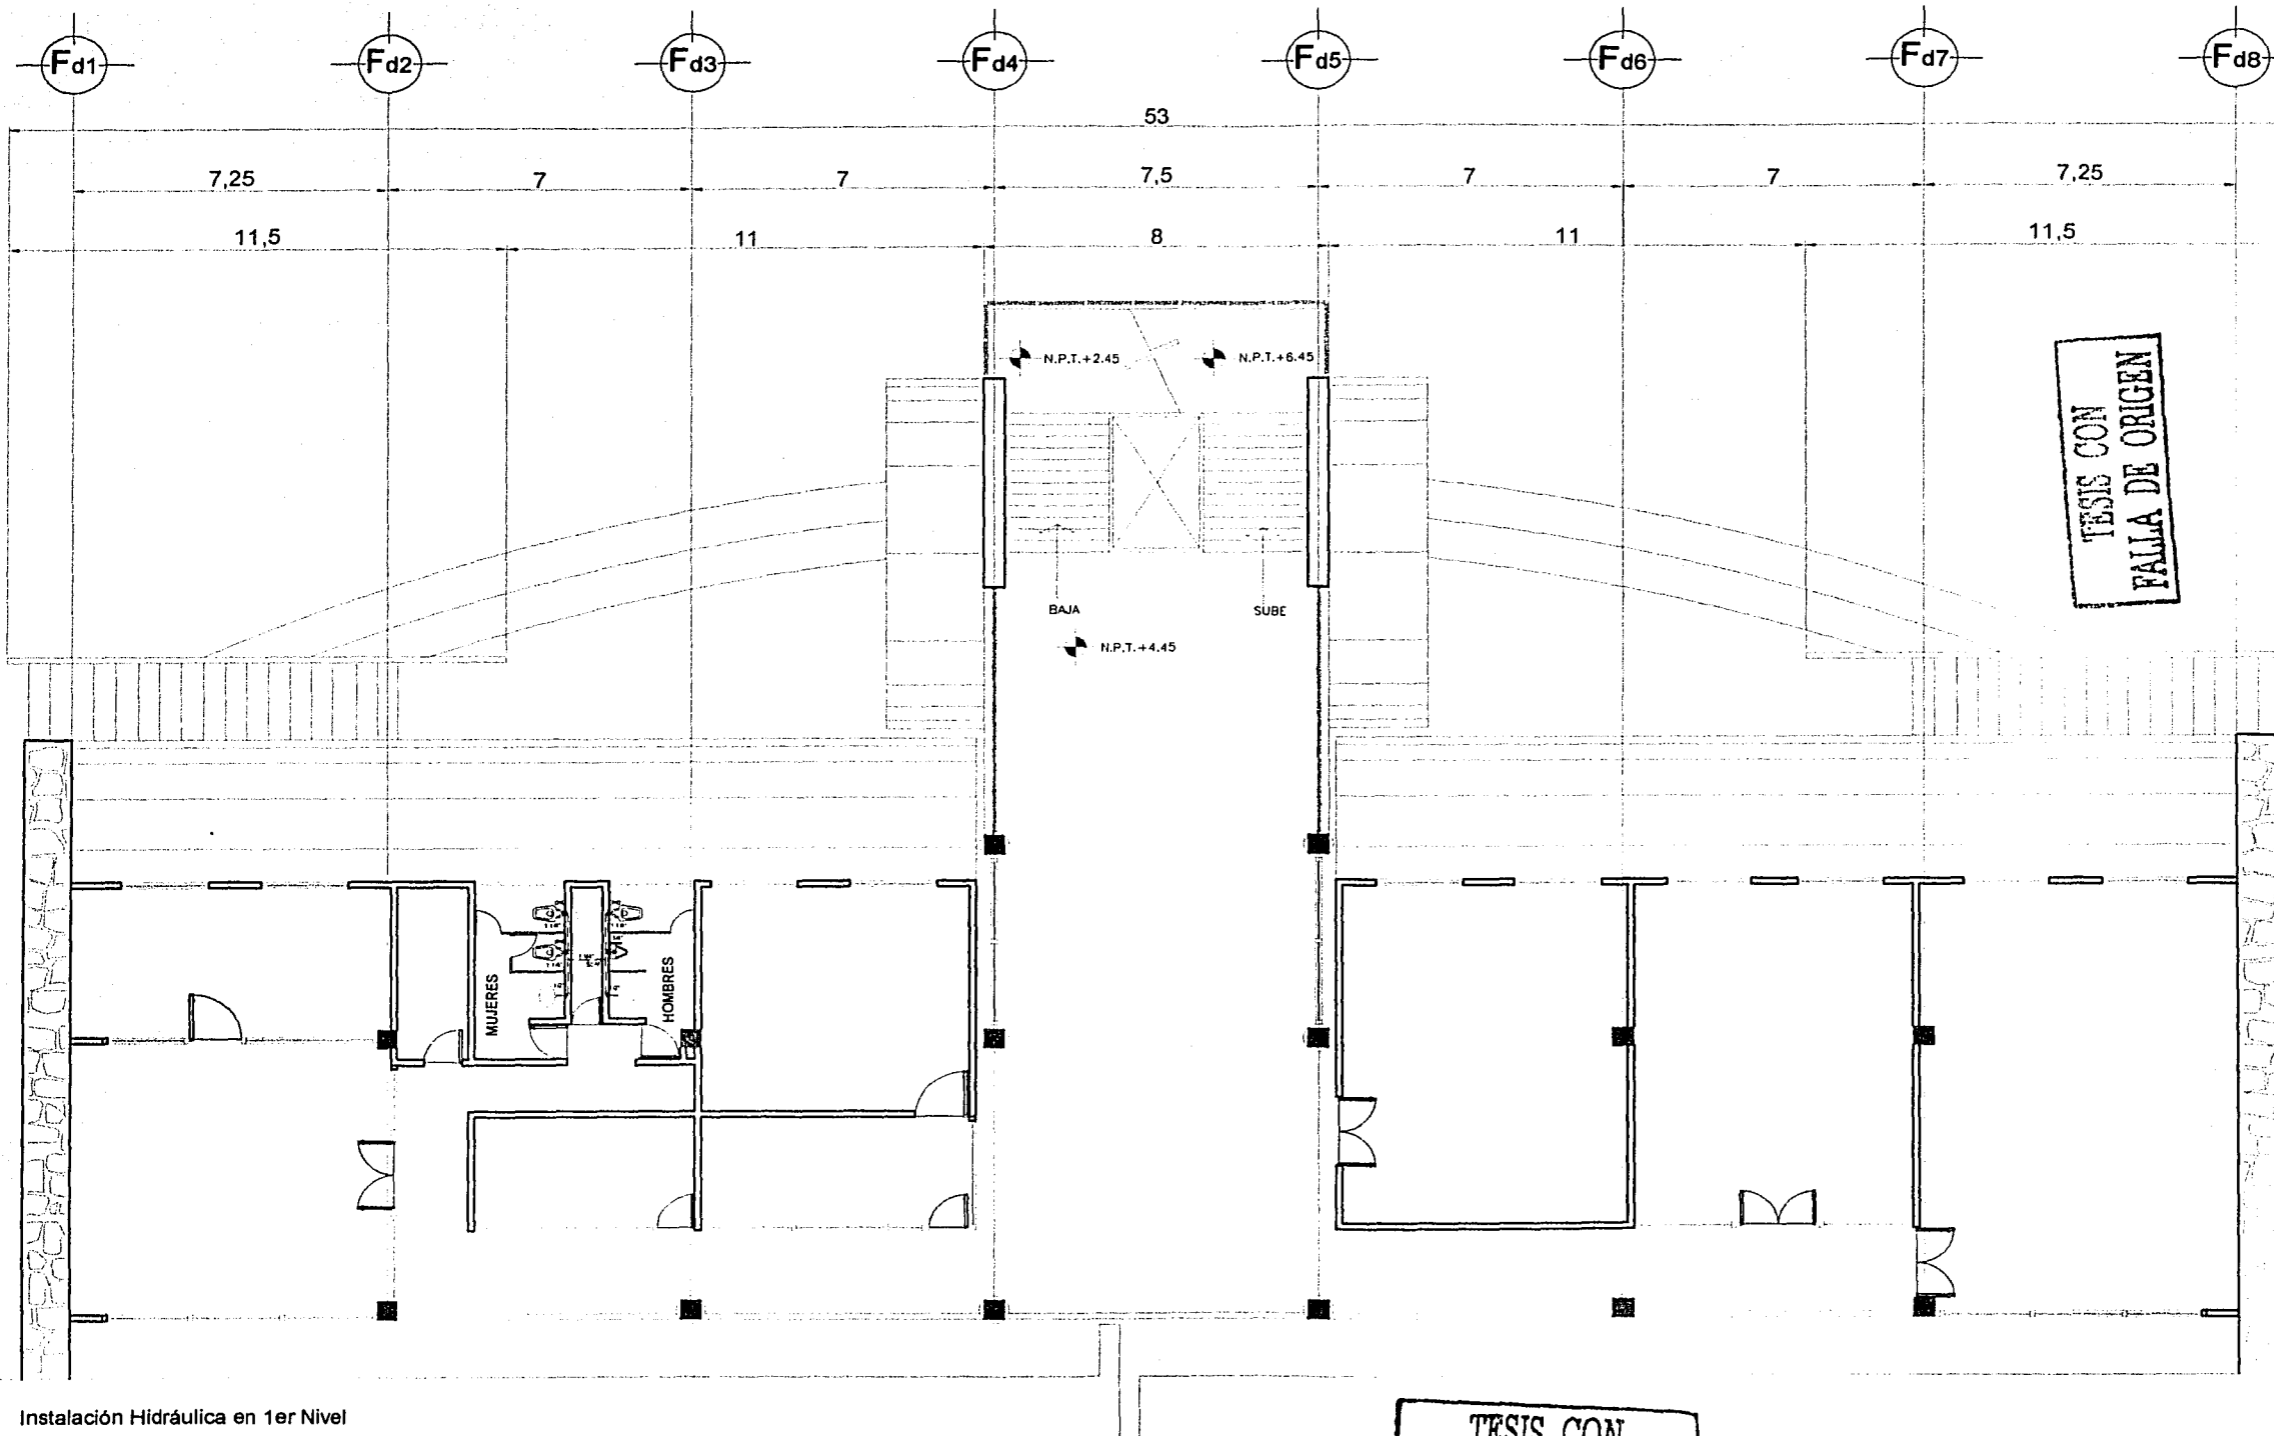 Fd1 Fd2 Fd3 Fd4 Fd5 Fd6 Fd7 Fd8
53
7,25 7 7 7,5 7 7 7,25
11,5 11 8 11 11,5
N.P.T.+2.45 N.P.T.+6.45
TESIS CON
FALLA DE ORIGEN
BAJA SUBE
N.P.T.+4.45
MUJERES HOMBRES
Instalación Hidráulica en 1er Nivel
TESIS CON